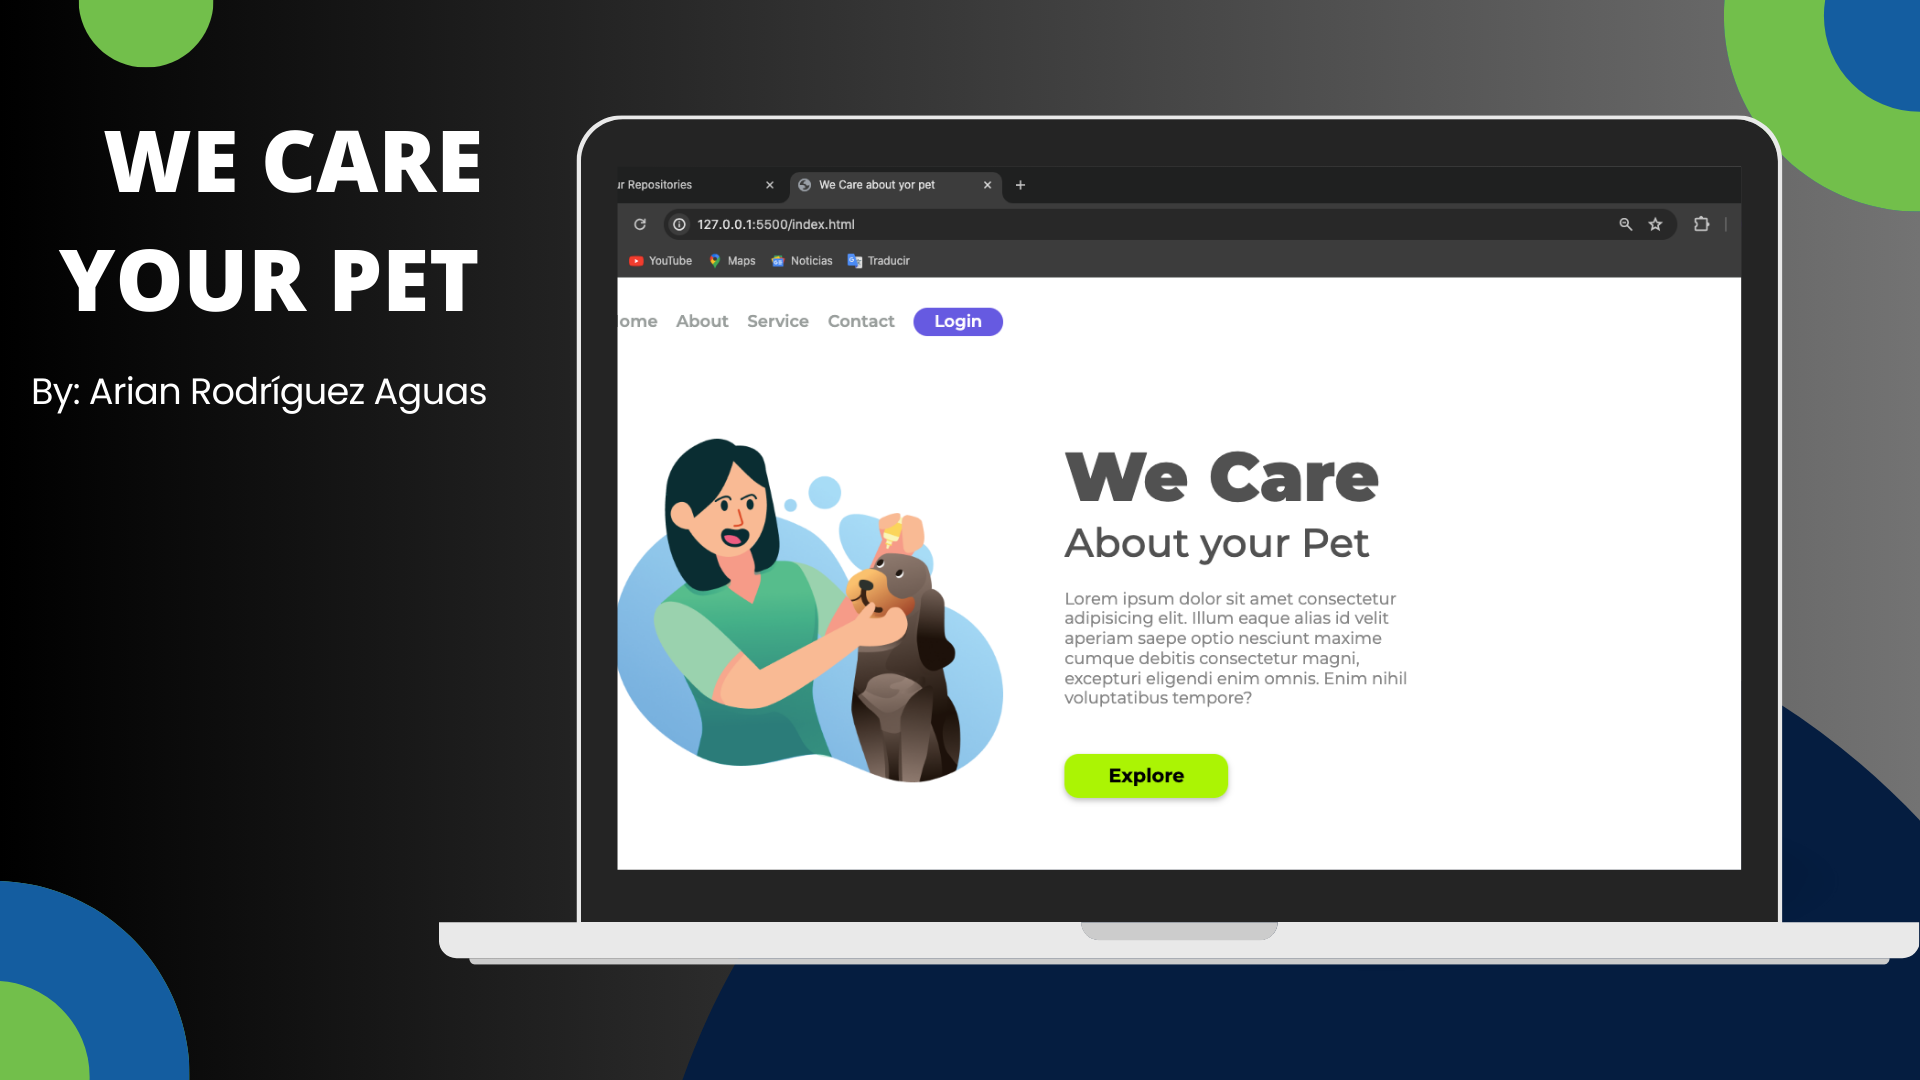 WE CARE
YOUR PET
By: Arian Rodríguez Aguas
ur Repositories
We Care about yor pet
127.0.0.1:5500/index.html
YouTube Maps Noticias Traducir
ome About Service Contact Login
We Care
About your Pet
Lorem ipsum dolor sit amet consectetur
adipisicing elit. Illum eaque alias id velit
aperiam saepe optio nesciunt maxime
cumque debitis consectetur magni,
excepturi eligendi enim omnis. Enim nihil
voluptatibus tempore?
Explore